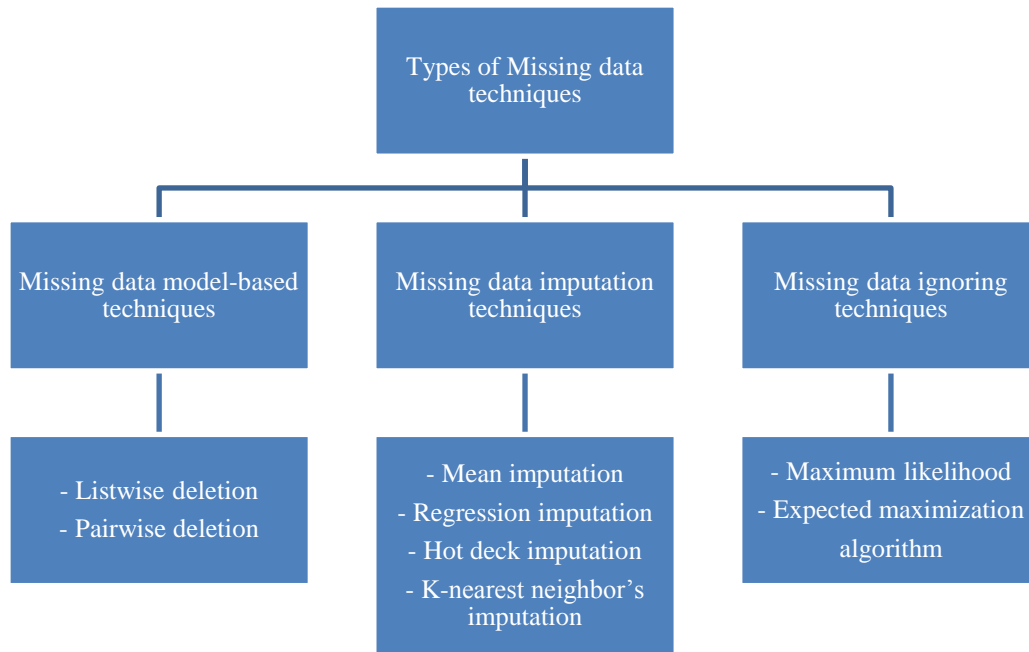 Types of Missing data
techniques
Missing data model-based
techniques
Missing data imputation
techniques
Missing data ignoring
techniques
- Listwise deletion
- Pairwise deletion
- Mean imputation
- Regression imputation
- Hot deck imputation
- K-nearest neighbor’s
imputation
- Maximum likelihood
- Expected maximization
algorithm